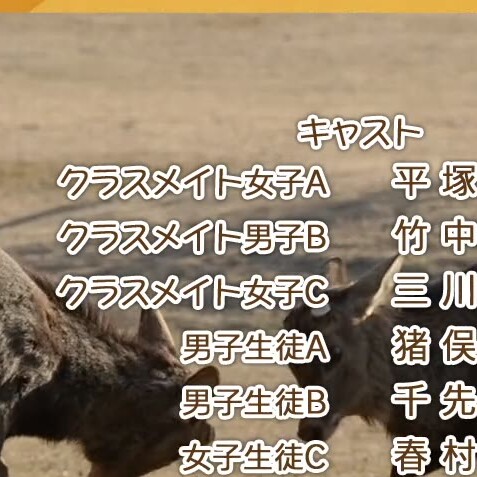 キャスト
クラスメイト女子A 平塚
クラスメイト男子B 竹中
クラスメイト女子C 三川
男子生徒A 猪俣
男子生徒B 千先
女子生徒C 春村